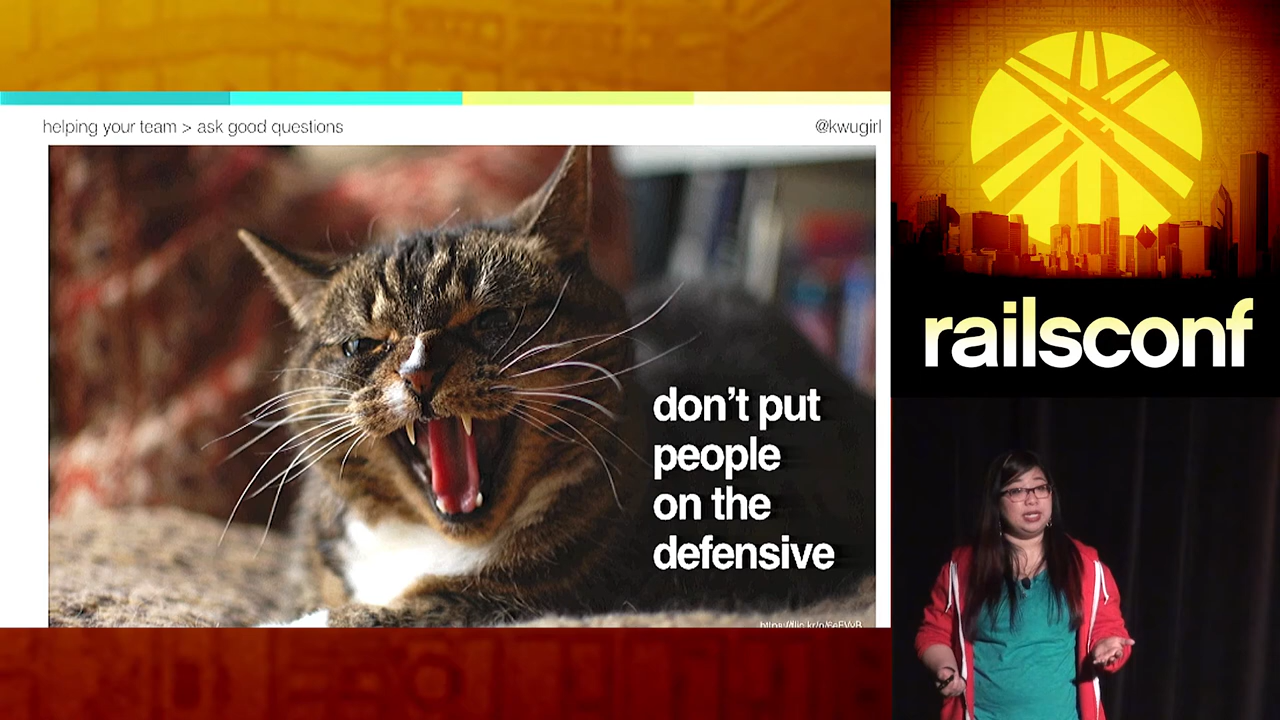 helping your team > ask good questions
@kwugirl
don't put
people
on the
defensive
railsconf